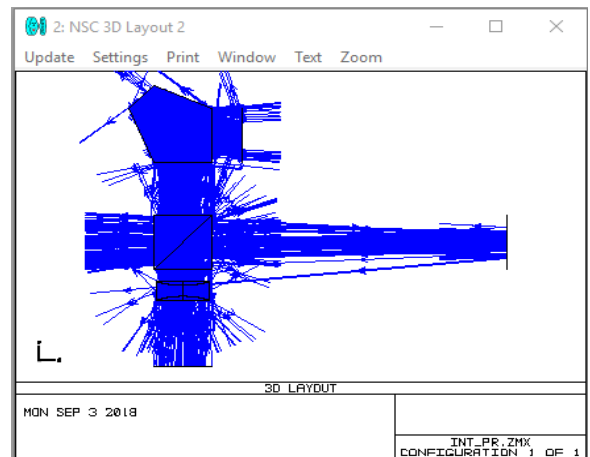 2: NSC 3D Layout 2
Update Settings Print Window Text Zoom
3D LAYOUT
MON SEP 3 2018
INT_PR.ZMX
CONFIGURATION 1 OF 1